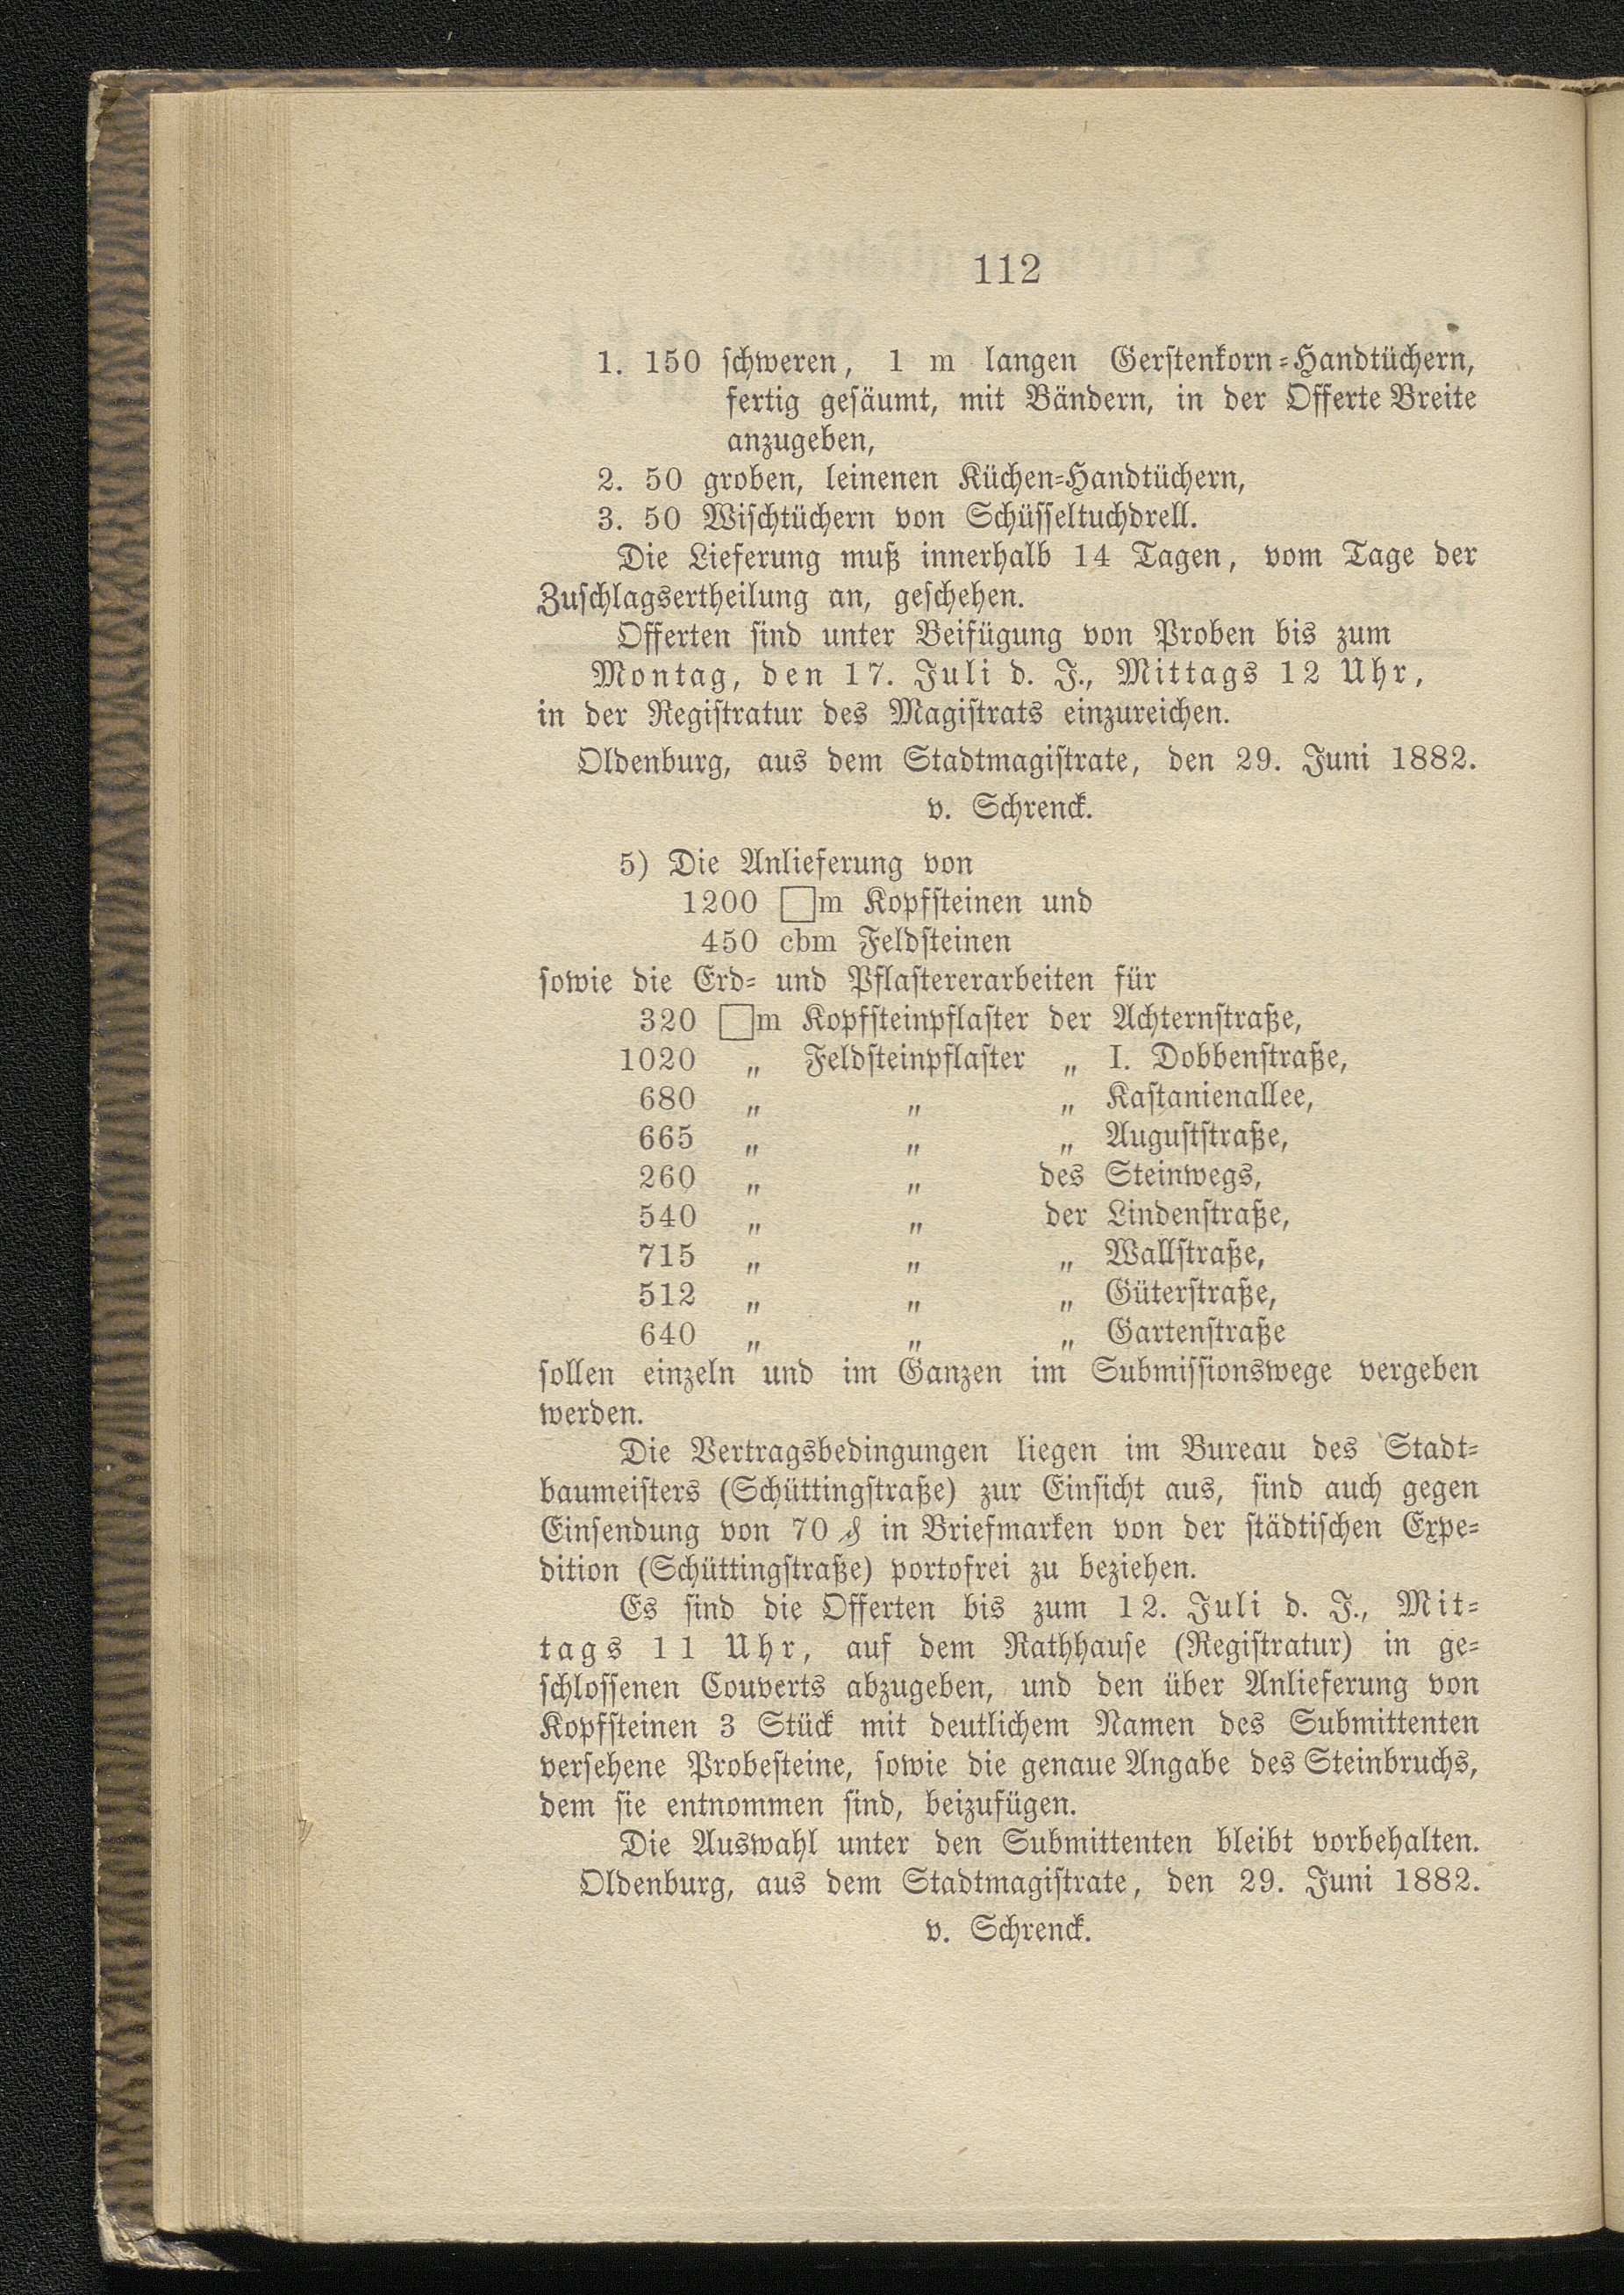 112
1. 150 schweren, 1 m langen Gerstenkorn-Handtüchern,
fertig gesäumt, mit Bändern, in der Offerte Breite
anzugeben,
2. 50 groben, leinenen Küchen-Handtüchern,
3. 50 Wischtüchern von Schüsseltuchdrell.
Die Lieferung muß innerhalb 14 Tagen, vom Tage der
Zuschlagsertheilung an, geschehen.
Offerten sind unter Beifügung von Proben bis zum
Montag, den 17. Juli d. J., Mittags 12 Uhr,
in der Registratur des Magistrats einzureichen.
Oldenburg, aus dem Stadtmagistrate, den 29. Juni 1882.
v. Schrenck.
5) Die Anlieferung von
1200 □m Kopfsteinen und
450 cbm Feldsteinen
sowie die Erd- und Pflastererarbeiten für
320 □m Kopfsteinpflaster der Achternstraße,
1020 „ Feldsteinpflaster „ I. Dobbenstraße,
680 „ „ „ Kastanienallee,
665 „ „ „ Auguststraße,
260 „ „ des Steinwegs,
540 „ „ der Lindenstraße,
715 „ „ „ Wallstraße,
512 „ „ „ Güterstraße,
640 „ „ „ Gartenstraße
sollen einzeln und im Ganzen im Submissionswege vergeben
werden.
Die Vertragsbedingungen liegen im Bureau des Stadt-
baumeisters (Schüttingstraße) zur Einsicht aus, sind auch gegen
Einsendung von 70 ₰ in Briefmarken von der städtischen Expe-
dition (Schüttingstraße) portofrei zu beziehen.
Es sind die Offerten bis zum 12. Juli d. J., Mit-
tags 11 Uhr, auf dem Rathhause (Registratur) in ge-
schlossenen Couverts abzugeben, und den über Anlieferung von
Kopfsteinen 3 Stück mit deutlichem Namen des Submittenten
versehene Probesteine, sowie die genaue Angabe des Steinbruchs,
dem sie entnommen sind, beizufügen.
Die Auswahl unter den Submittenten bleibt vorbehalten.
Oldenburg, aus dem Stadtmagistrate, den 29. Juni 1882.
v. Schrenck.